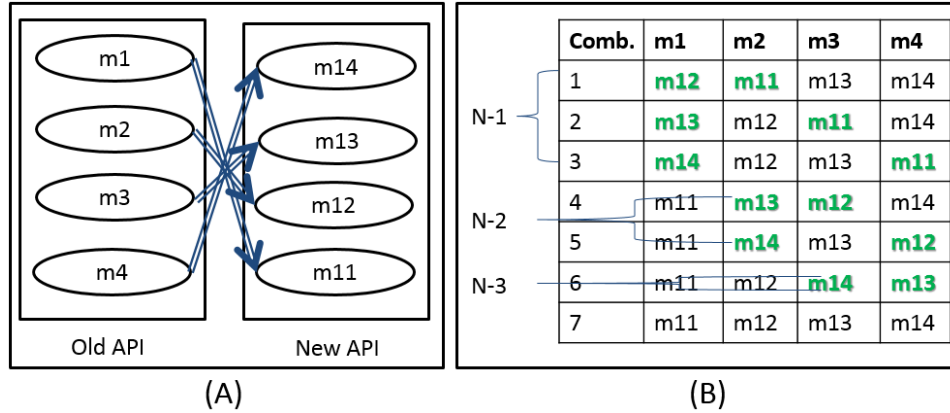 m1
m2
m3
m4
Old API
m14
m13
m12
m11
New API
(A)
Comb. m1 m2 m3 m4
1 m12 m11 m13 m14
2 m13 m12 m11 m14
3 m14 m12 m13 m11
4 m11 m13 m12 m14
5 m11 m14 m13 m12
6 m11 m12 m14 m13
7 m11 m12 m13 m14
N-1
N-2
N-3
(B)